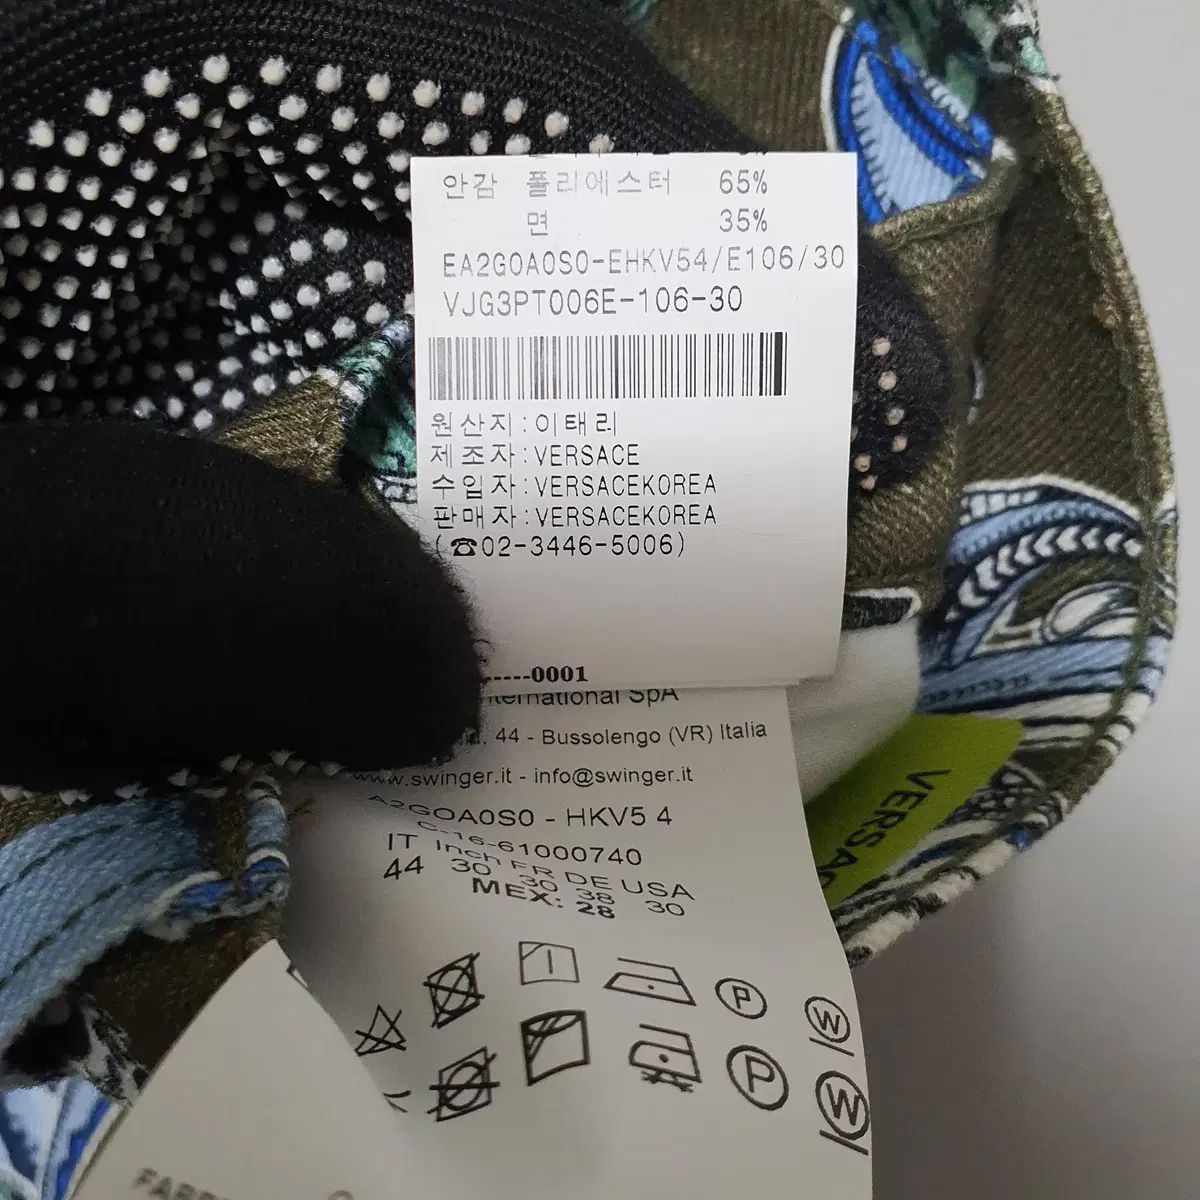 안감 폴리에스터 65%
면 35%
EA2G0A0S0-EHKV54/E106/30
VJG3PT006E-106-30
원산지:이태리
제조자:VERSACE
수입자:VERSACEKOREA
판매자:VERSACEKOREA
(☎02-3446-5006)
-----0001
International SpA
44 - Bussolengo (VR) Italia
www.swinger.it - info@swinger.it
A2GOA0S0 - HKV5 4
C-16-61000740
IT Inch FR DE USA
44 30 30 38 30
MEX: 28
P
W
P
W
VERSAC